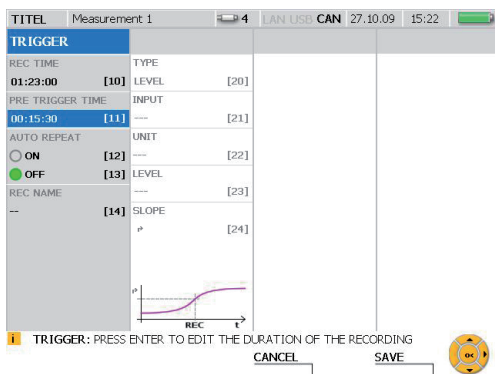 TITEL Measurement 1 4 LAN USB CAN 27.10.09 15:22
TRIGGER
REC TIME
01:23:00 [10]
PRE TRIGGER TIME
00:15:30 [11]
AUTO REPEAT
ON [12]
OFF [13]
REC NAME
-- [14]
TYPE
LEVEL [20]
INPUT
--- [21]
UNIT
--- [22]
LEVEL
--- [23]
SLOPE
[24]
REC t
i TRIGGER: PRESS ENTER TO EDIT THE DURATION OF THE RECORDING
CANCEL SAVE
OK